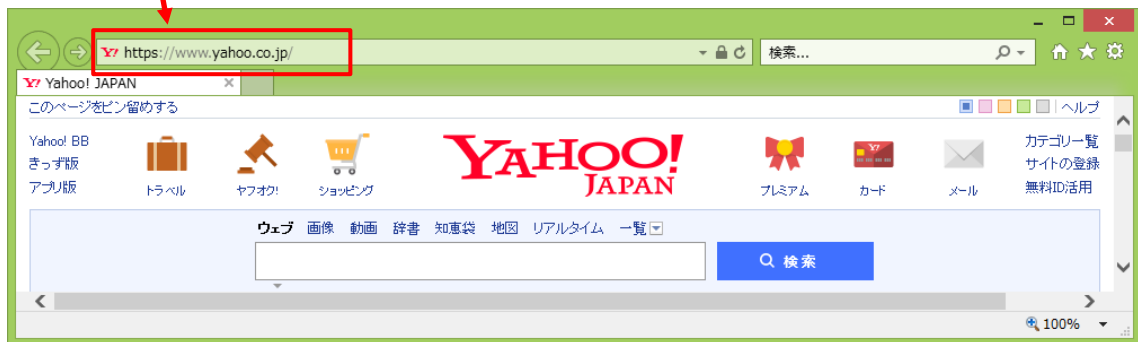 Y! https://www.yahoo.co.jp/
検索...
Y! Yahoo! JAPAN
このページをピン留めする
ヘルプ
Yahoo! BB
きっず版
アプリ版
トラベル
ヤフオク!
ショッピング
YAHOO!
JAPAN
プレミアム
Y?
カード
メール
カテゴリ一覧
サイトの登録
無料ID活用
ウェブ 画像 動画 辞書 知恵袋 地図 リアルタイム 一覧
検索
100%